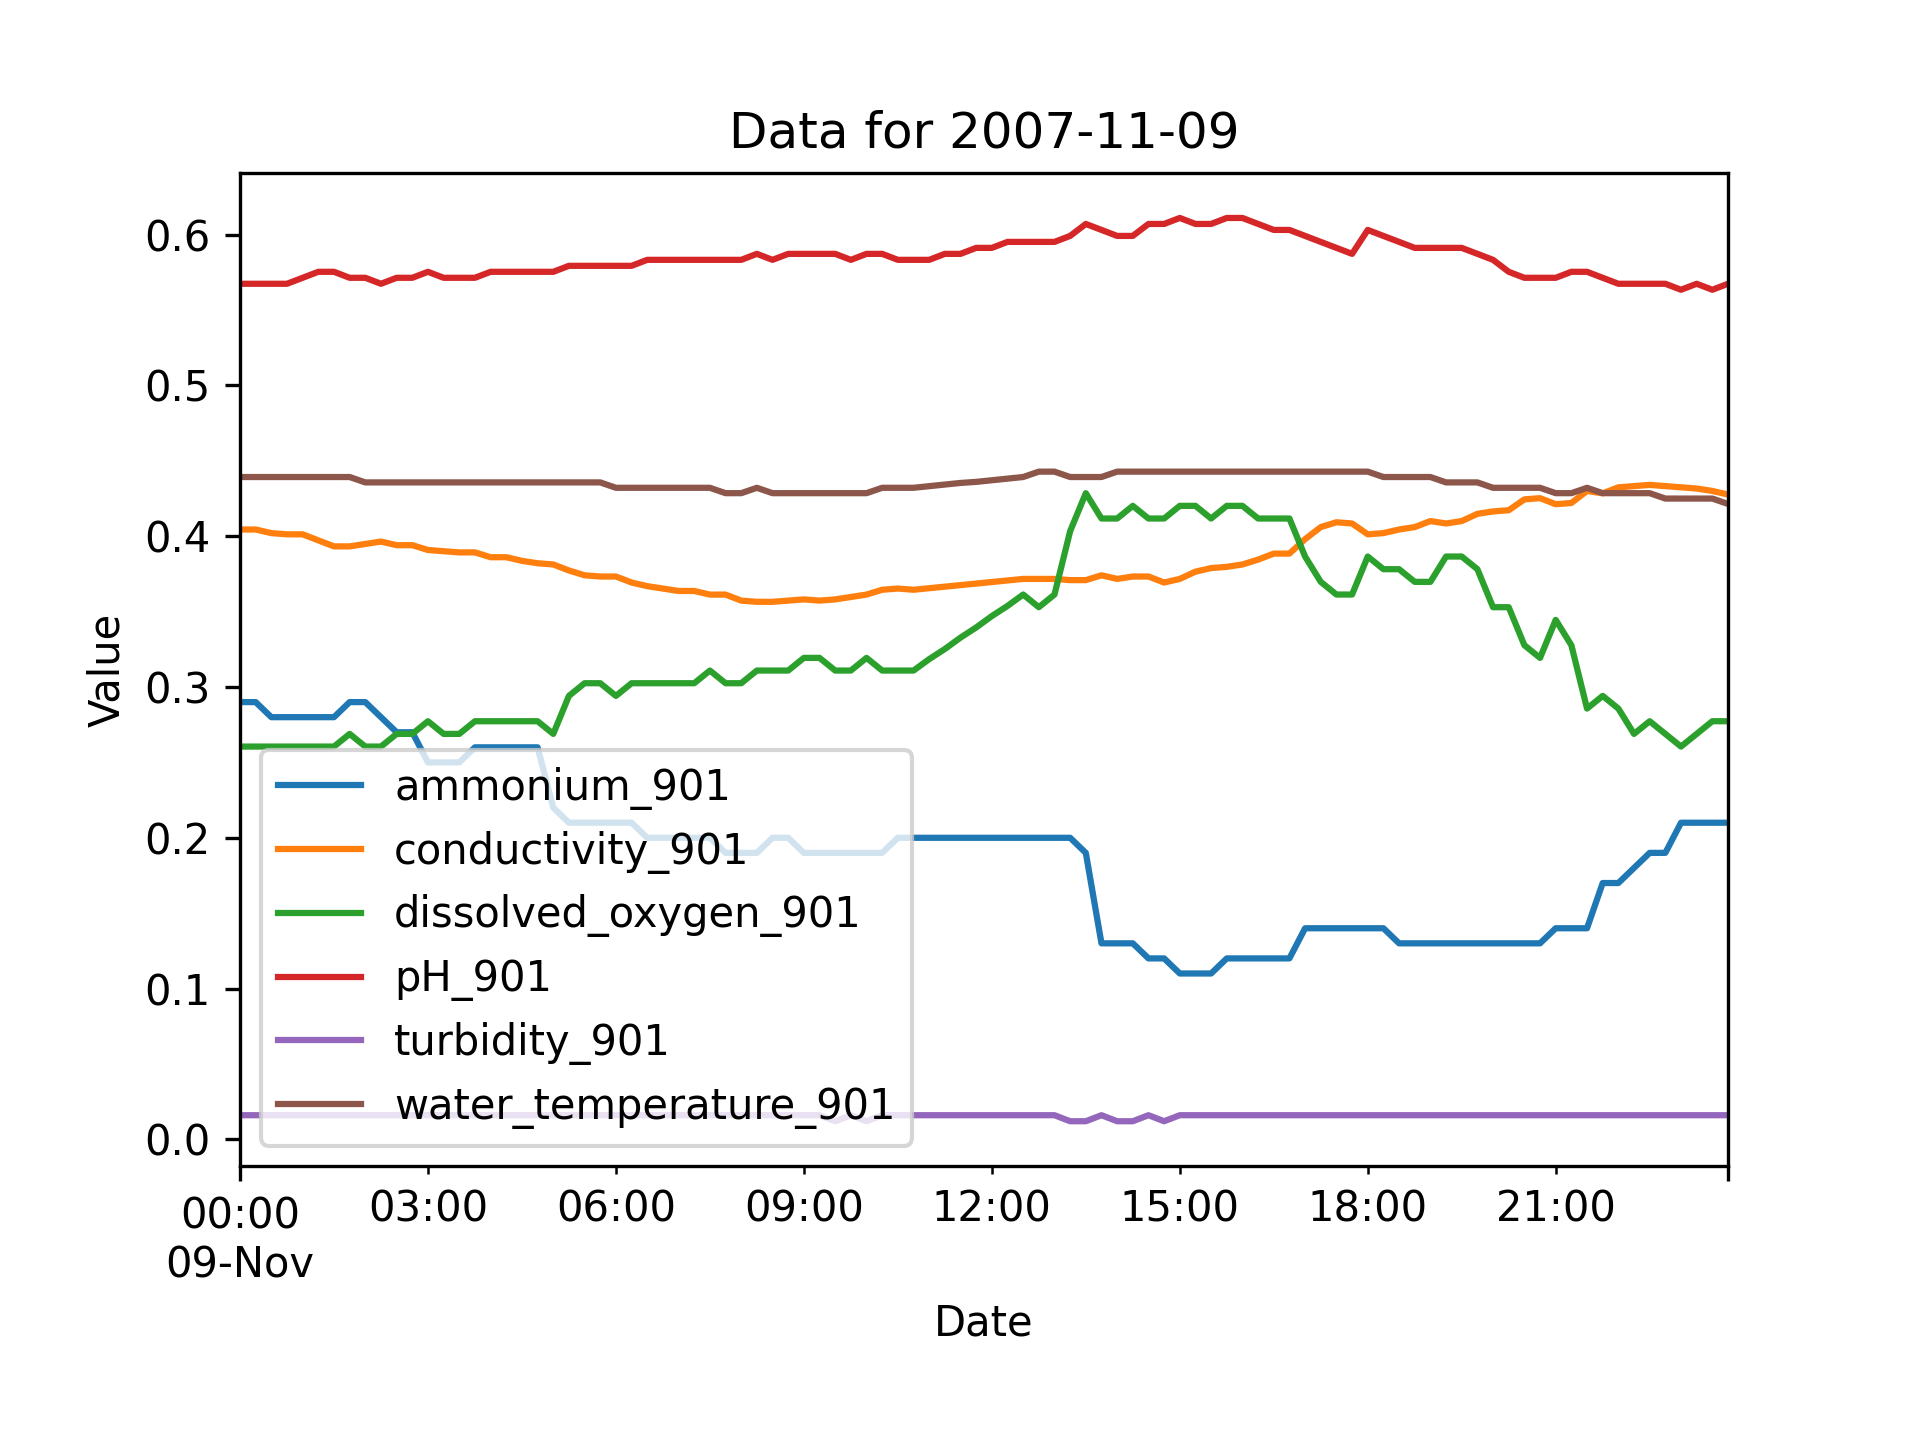 Data for 2007-11-09
Value
0.6
0.5
0.4
0.3
0.2
0.1
0.0
ammonium_901
conductivity_901
dissolved_oxygen_901
pH_901
turbidity_901
water_temperature_901
00:00 03:00 06:00 09:00 12:00 15:00 18:00 21:00
09-Nov
Date